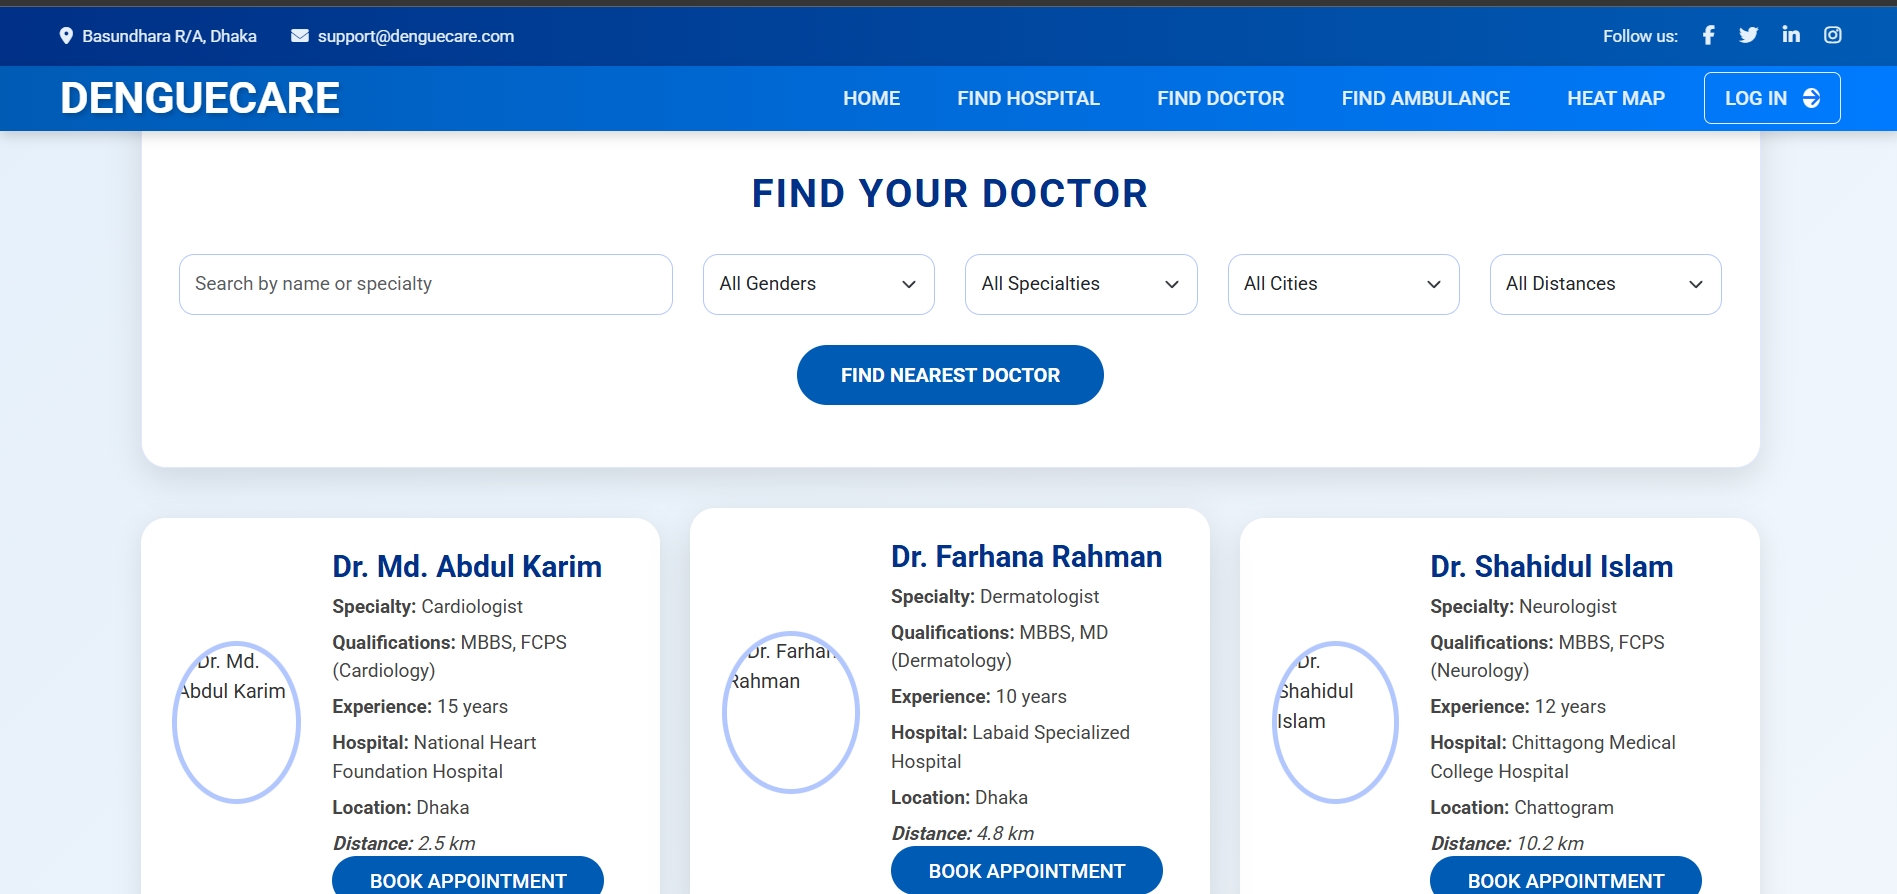 Basundhara R/A, Dhaka support@denguecare.com Follow us:
DENGUECARE HOME FIND HOSPITAL FIND DOCTOR FIND AMBULANCE HEAT MAP LOG IN
FIND YOUR DOCTOR
Search by name or specialty All Genders All Specialties All Cities All Distances
FIND NEAREST DOCTOR
Dr. Md. Abdul Karim
Specialty: Cardiologist
Qualifications: MBBS, FCPS
(Cardiology)
Experience: 15 years
Hospital: National Heart
Foundation Hospital
Location: Dhaka
Distance: 2.5 km
BOOK APPOINTMENT
Dr. Md.
Abdul Karim
Dr. Farhana Rahman
Specialty: Dermatologist
Qualifications: MBBS, MD
(Dermatology)
Experience: 10 years
Hospital: Labaid Specialized
Hospital
Location: Dhaka
Distance: 4.8 km
BOOK APPOINTMENT
Dr. Farhan
Rahman
Dr. Shahidul Islam
Specialty: Neurologist
Qualifications: MBBS, FCPS
(Neurology)
Experience: 12 years
Hospital: Chittagong Medical
College Hospital
Location: Chattogram
Distance: 10.2 km
BOOK APPOINTMENT
Dr.
Shahidul
Islam